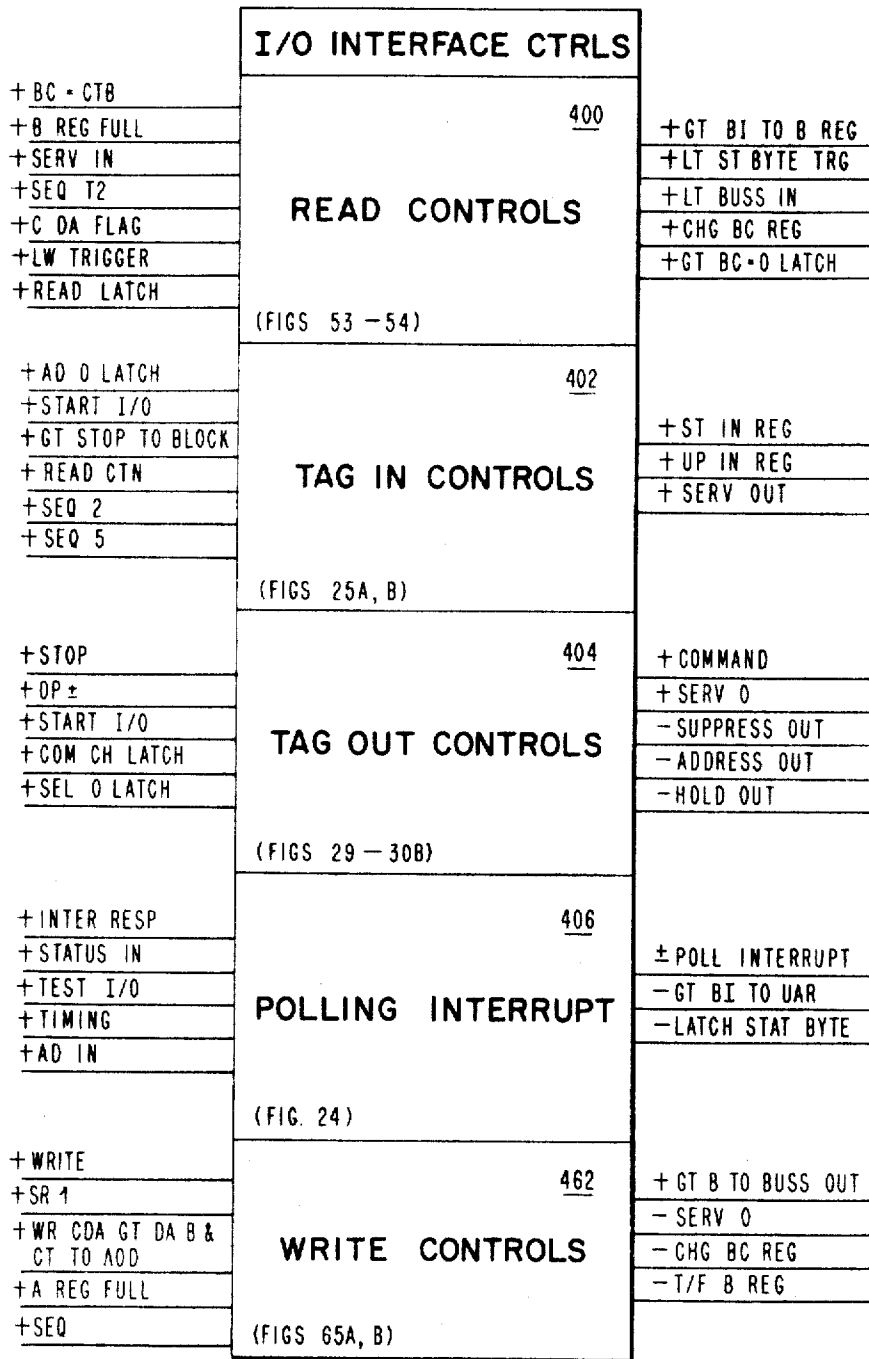 I/O INTERFACE CTRLS
+ BC = CTB
+ B REG FULL
+ SERV IN
+ SEQ T2
+ C DA FLAG
+ LW TRIGGER
+ READ LATCH
400
READ CONTROLS
(FIGS 53 – 54)
+ GT BI TO B REG
+ LT ST BYTE TRG
+ LT BUSS IN
+ CHG BC REG
+ GT BC=0 LATCH
+ AD O LATCH
+ START I/O
+ GT STOP TO BLOCK
+ READ CTN
+ SEQ 2
+ SEQ 5
402
TAG IN CONTROLS
(FIGS 25A, B)
+ ST IN REG
+ UP IN REG
+ SERV OUT
+ STOP
+ OP ±
+ START I/O
+ COM CH LATCH
+ SEL O LATCH
404
TAG OUT CONTROLS
(FIGS 29 – 30B)
+ COMMAND
+ SERV O
- SUPPRESS OUT
- ADDRESS OUT
- HOLD OUT
+ INTER RESP
+ STATUS IN
+ TEST I/O
+ TIMING
+ AD IN
406
POLLING INTERRUPT
(FIG. 24)
± POLL INTERRUPT
- GT BI TO UAR
- LATCH STAT BYTE
+ WRITE
+ SR 1
+ WR CDA GT DA B &
CT TO AOD
+ A REG FULL
+ SEQ
462
WRITE CONTROLS
(FIGS 65A, B)
+ GT B TO BUSS OUT
- SERV O
- CHG BC REG
- T/F B REG